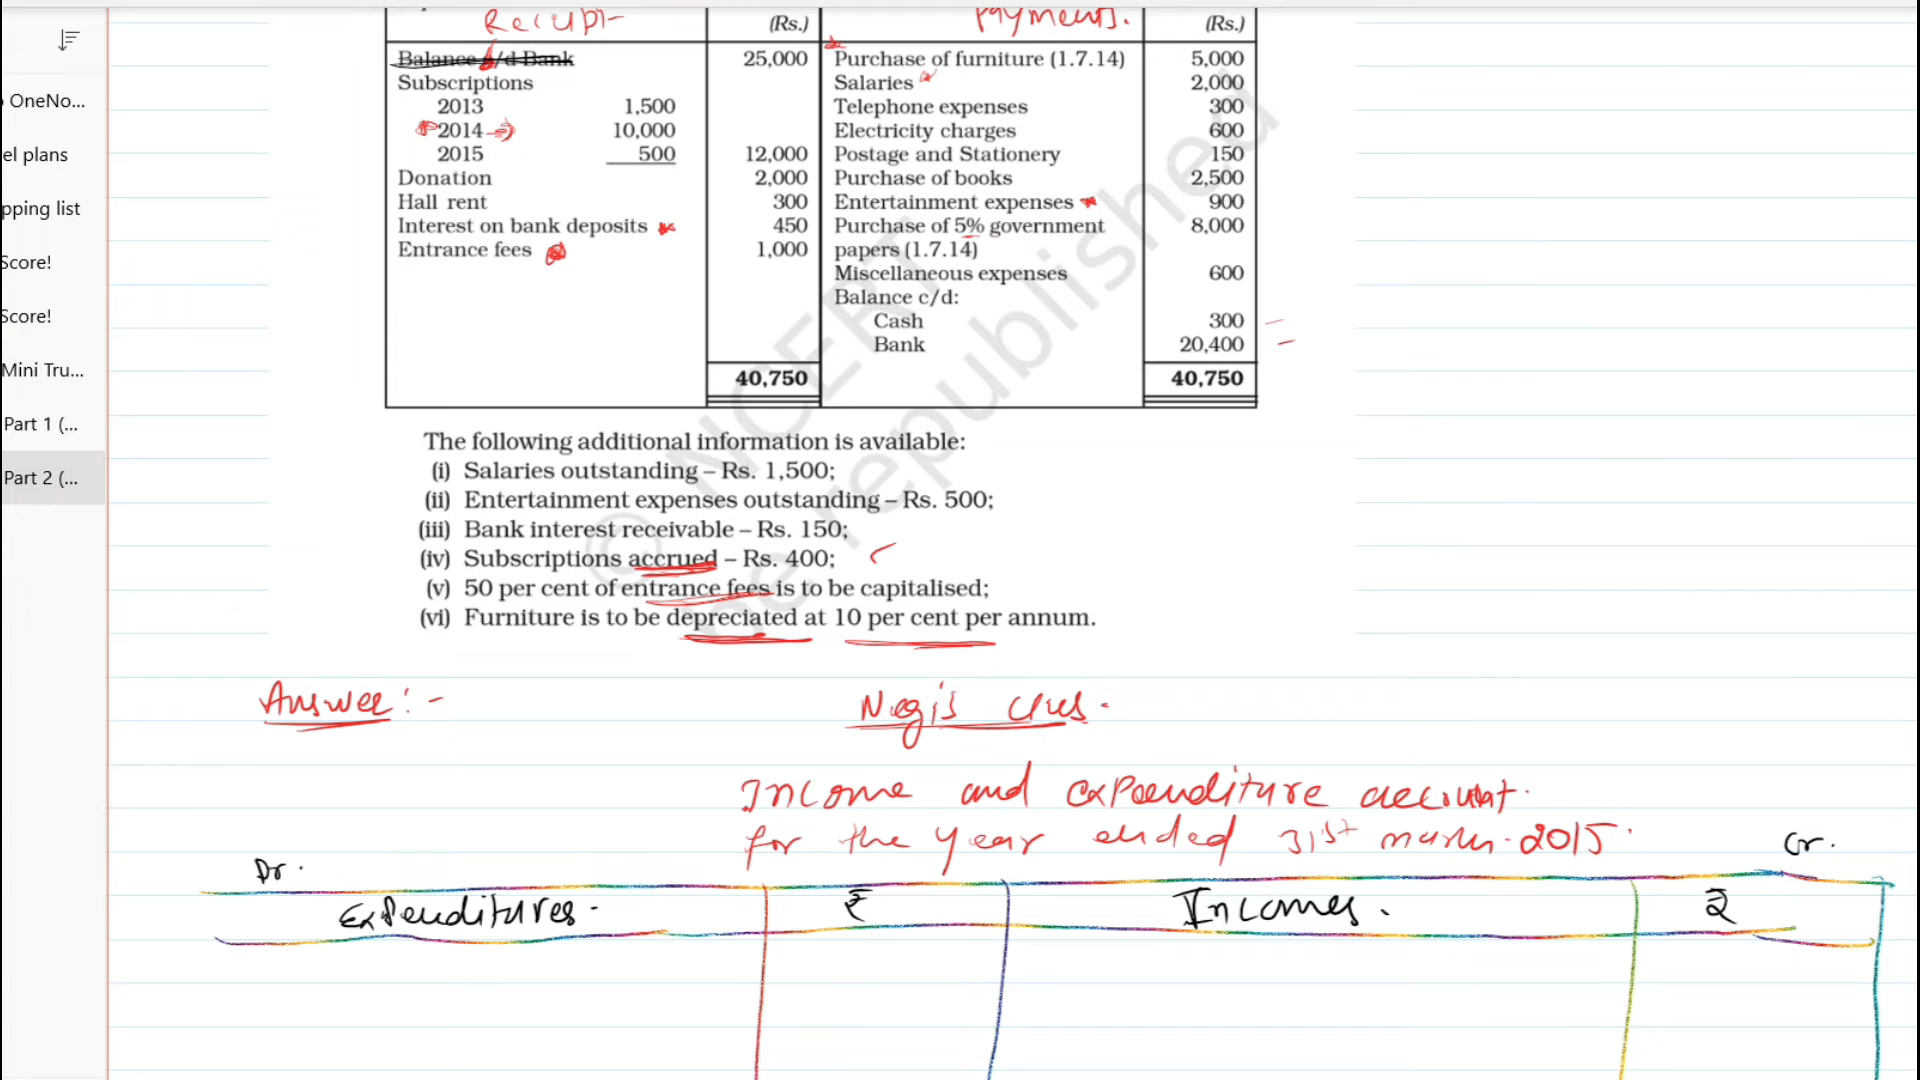 Receipt
(Rs.)
Payments.
(Rs.)
Balance b/d Bank 25,000 Purchase of furniture (1.7.14) 5,000
Subscriptions Salaries 2,000
2013 1,500 Telephone expenses 300
2014 10,000 Electricity charges 600
2015 500 12,000 Postage and Stationery 150
Donation 2,000 Purchase of books 2,500
Hall rent 300 Entertainment expenses 900
Interest on bank deposits 450 Purchase of 5% government 8,000
Entrance fees 1,000 papers (1.7.14)
Miscellaneous expenses 600
Balance c/d:
Cash 300
Bank 20,400
40,750 40,750
© NCERT
be republished
The following additional information is available:
(i) Salaries outstanding – Rs. 1,500;
(ii) Entertainment expenses outstanding – Rs. 500;
(iii) Bank interest receivable – Rs. 150;
(iv) Subscriptions accrued – Rs. 400;
(v) 50 per cent of entrance fees is to be capitalised;
(vi) Furniture is to be depreciated at 10 per cent per annum.
Answer:-
Income and expenditure account.
for the year ended 31st march-2015.
Dr. Cr.
Expenditures- ₹ Incomes. ₹
OneNo...
el plans
pping list
Score!
Score!
Mini Tru...
Part 1 (...
Part 2 (...